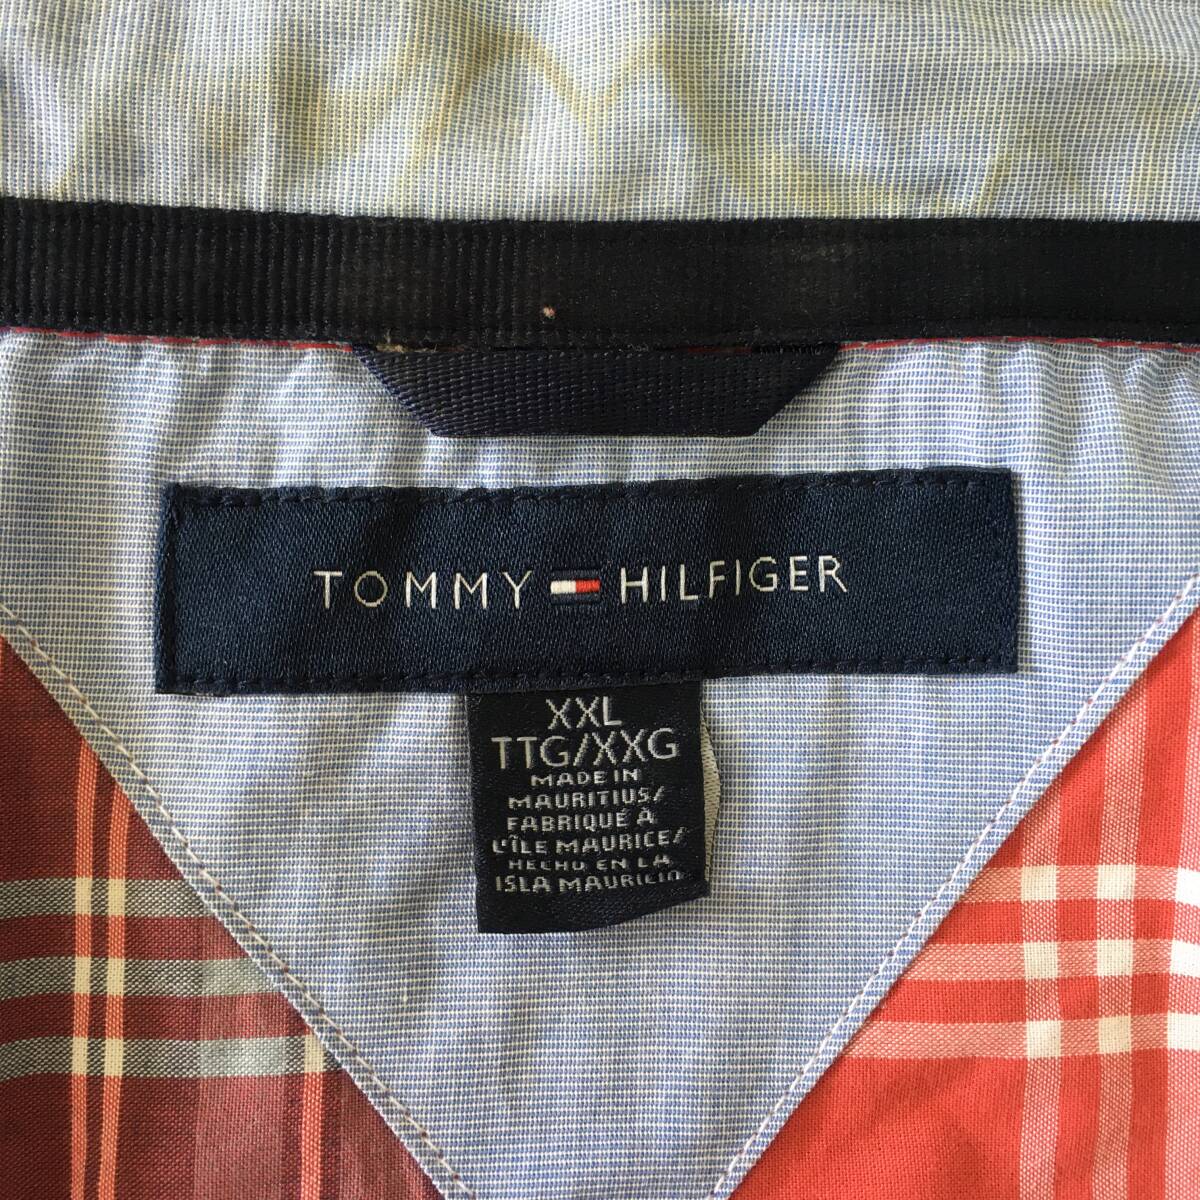 TOMMY HILFIGER
XXL
TTG/XXG
MADE IN
MAURITIUS/
FABRIQUÉ À
L'ÎLE MAURICE/
HECHO EN LA
ISLA MAURICIO